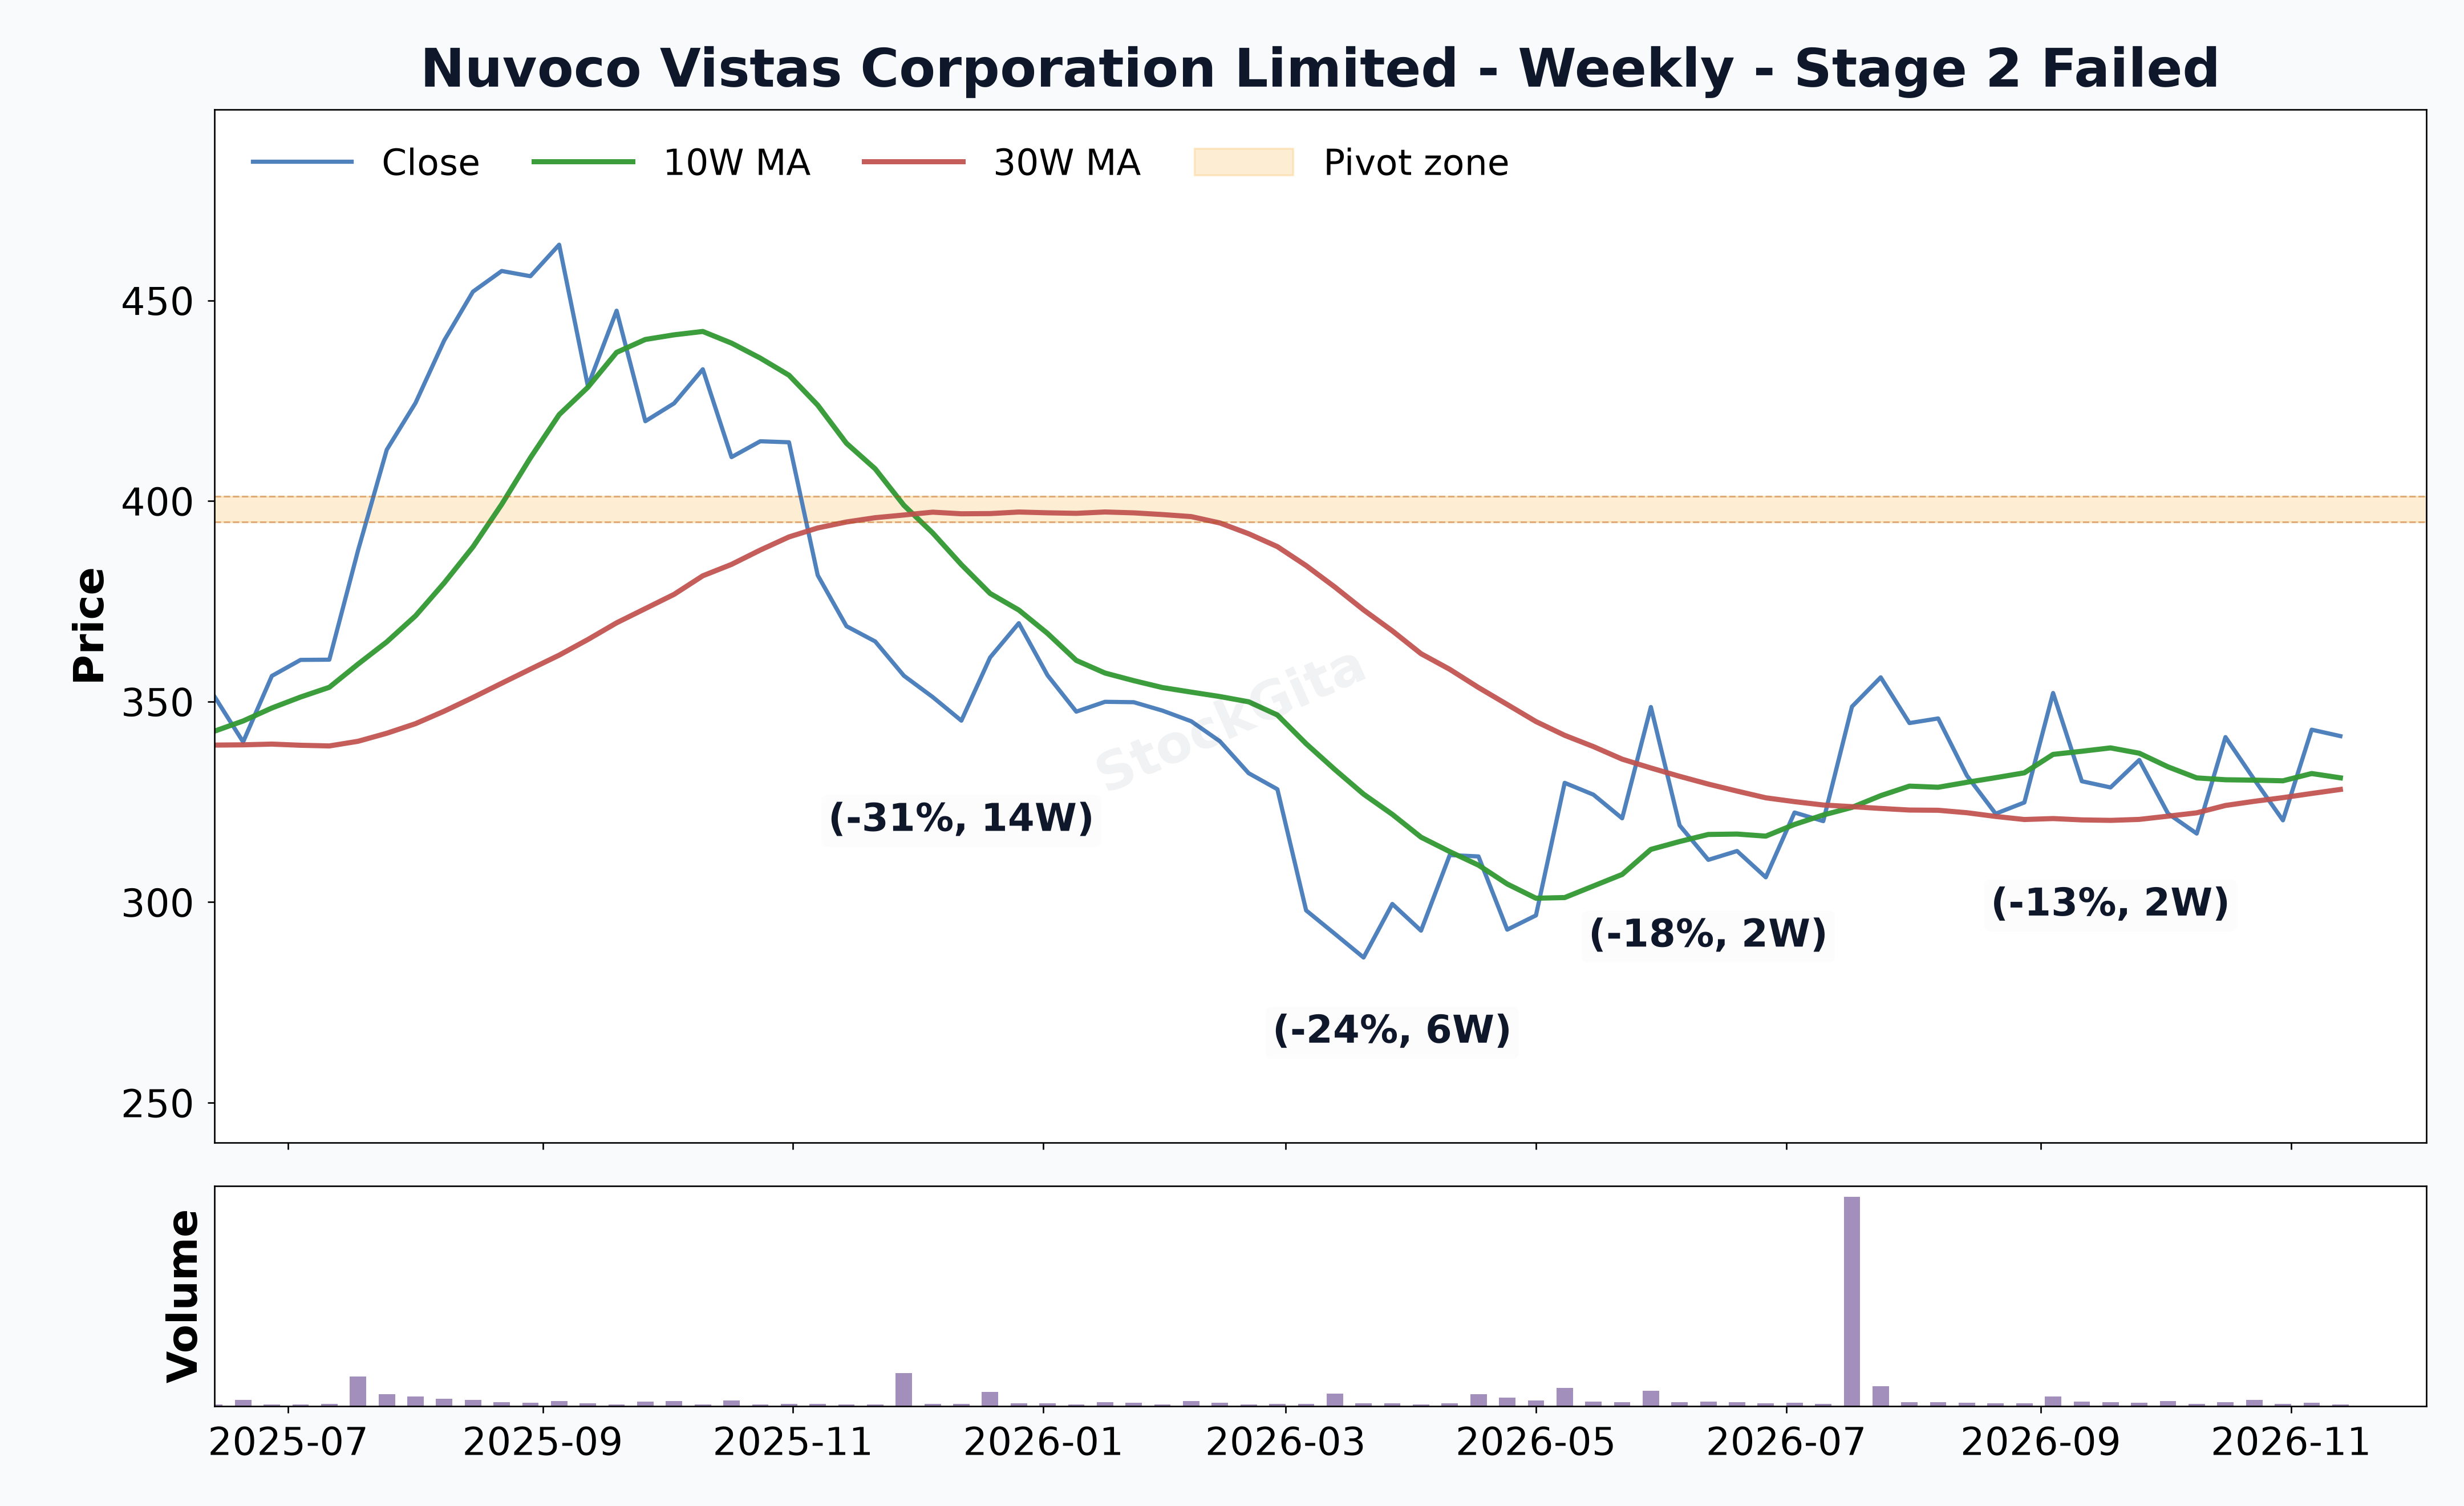 Nuvoco Vistas Corporation Limited - Weekly - Stage 2 Failed
Close 10W MA 30W MA Pivot zone
450
400
350
300
250
Price
StockGita
(-31%, 14W)
(-24%, 6W)
(-18%, 2W)
(-13%, 2W)
Volume
2025-07 2025-09 2025-11 2026-01 2026-03 2026-05 2026-07 2026-09 2026-11